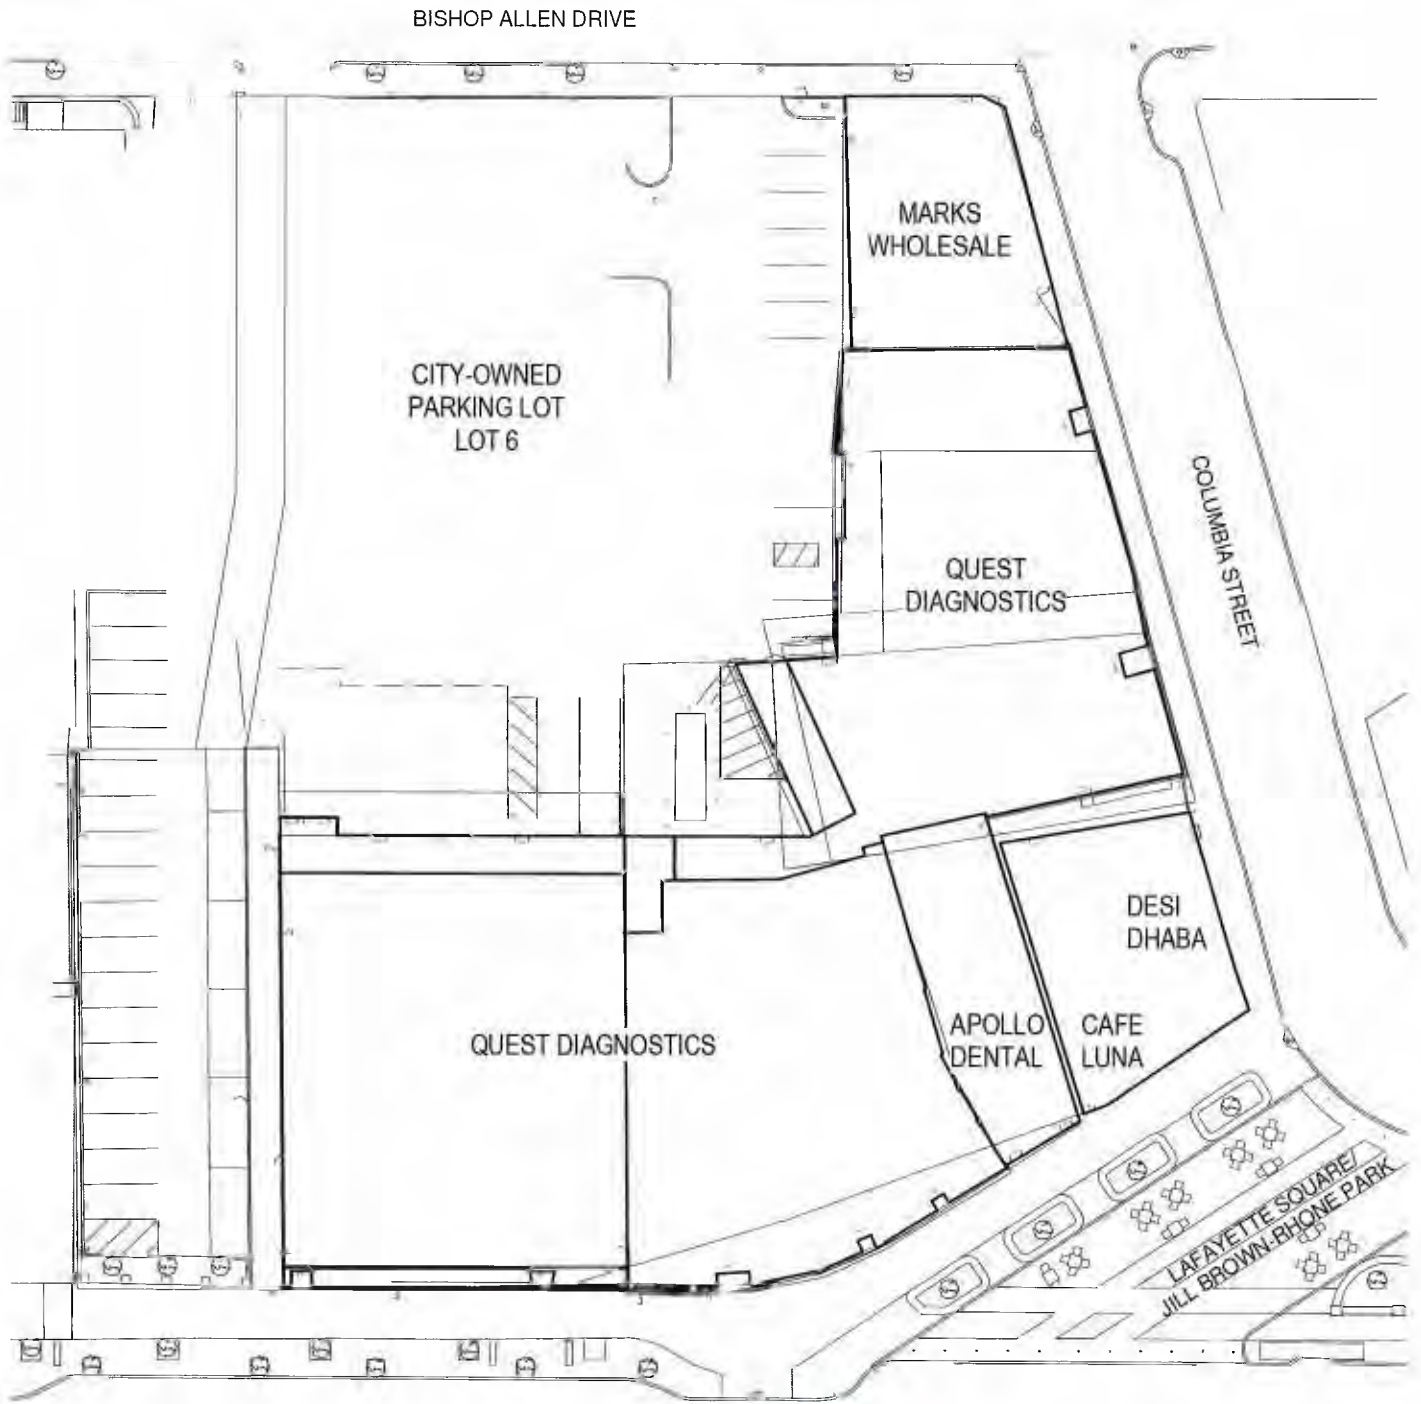 BISHOP ALLEN DRIVE
MARKS
WHOLESALE
CITY-OWNED
PARKING LOT
LOT 6
COLUMBIA STREET
QUEST
DIAGNOSTICS
DESI
DHABA
QUEST DIAGNOSTICS
APOLLO
DENTAL
CAFE
LUNA
LAFAYETTE SQUARE/
JILL BROWN-RHONE PARK